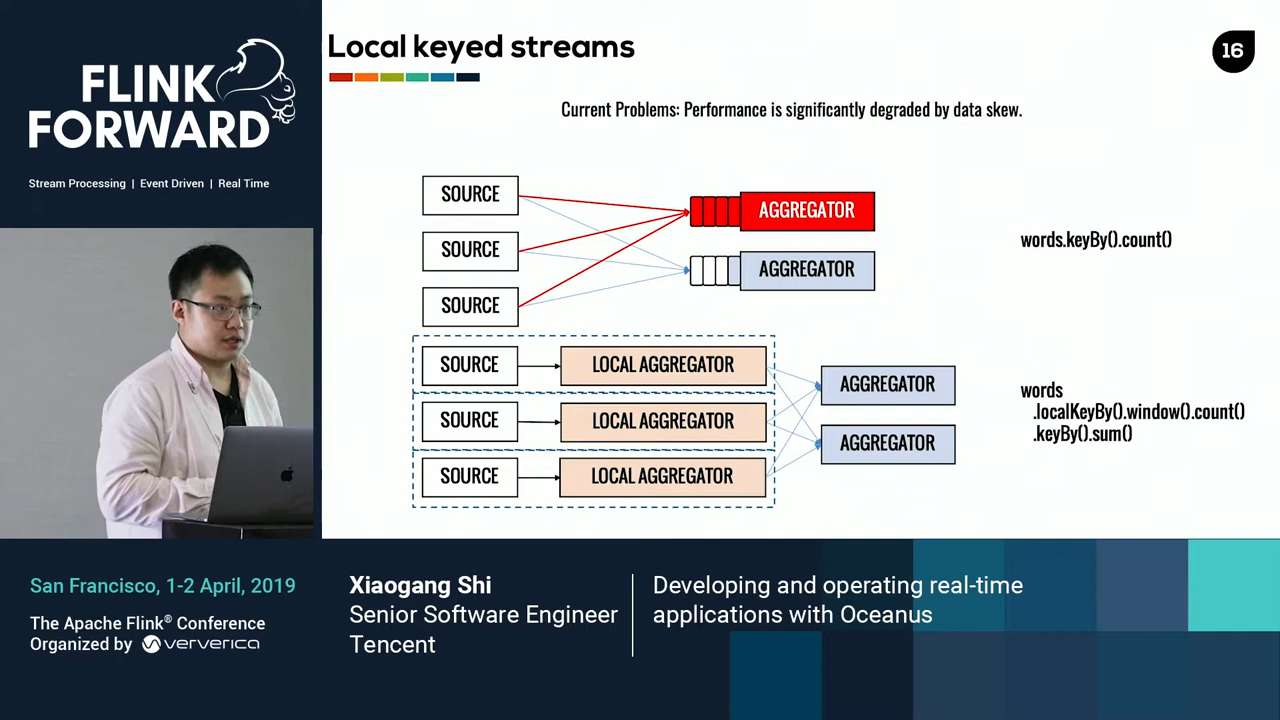 FLINK
FORWARD
Stream Processing | Event Driven | Real Time
Local keyed streams
16
Current Problems: Performance is significantly degraded by data skew.
SOURCE
SOURCE
SOURCE
AGGREGATOR
AGGREGATOR
words.keyBy().count()
SOURCE
LOCAL AGGREGATOR
SOURCE
LOCAL AGGREGATOR
SOURCE
LOCAL AGGREGATOR
AGGREGATOR
AGGREGATOR
words
.localKeyBy().window().count()
.keyBy().sum()
San Francisco, 1-2 April, 2019
The Apache Flink® Conference
Organized by ververica
Xiaogang Shi
Senior Software Engineer
Tencent
Developing and operating real-time
applications with Oceanus